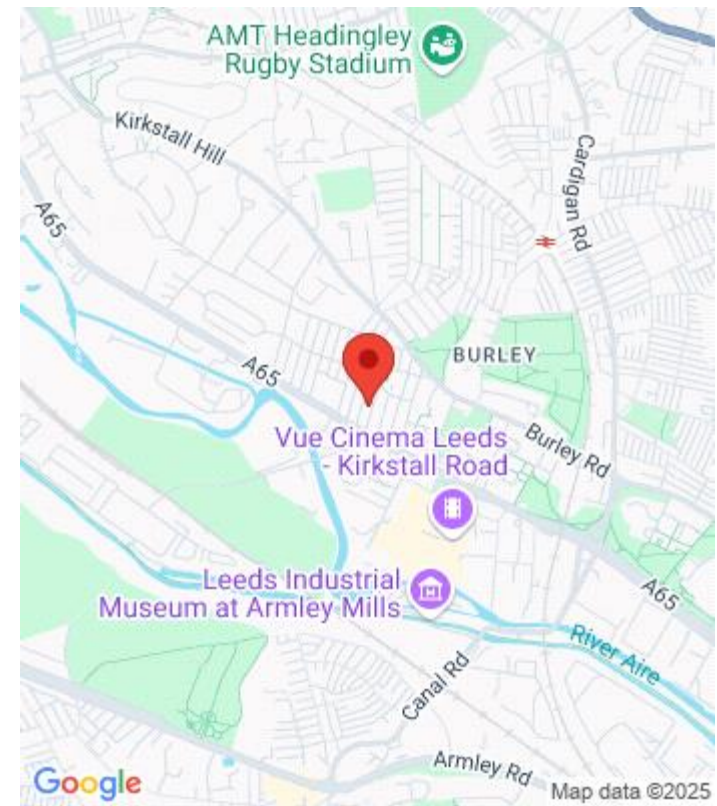 AMT Headingley
Rugby Stadium
Kirkstall Hill
Cardigan Rd
A65
BURLEY
A65
Vue Cinema Leeds
- Kirkstall Road
Burley Rd
Leeds Industrial
Museum at Armley Mills
A65
River Aire
Canal Rd
Armley Rd
Google
Map data ©2025